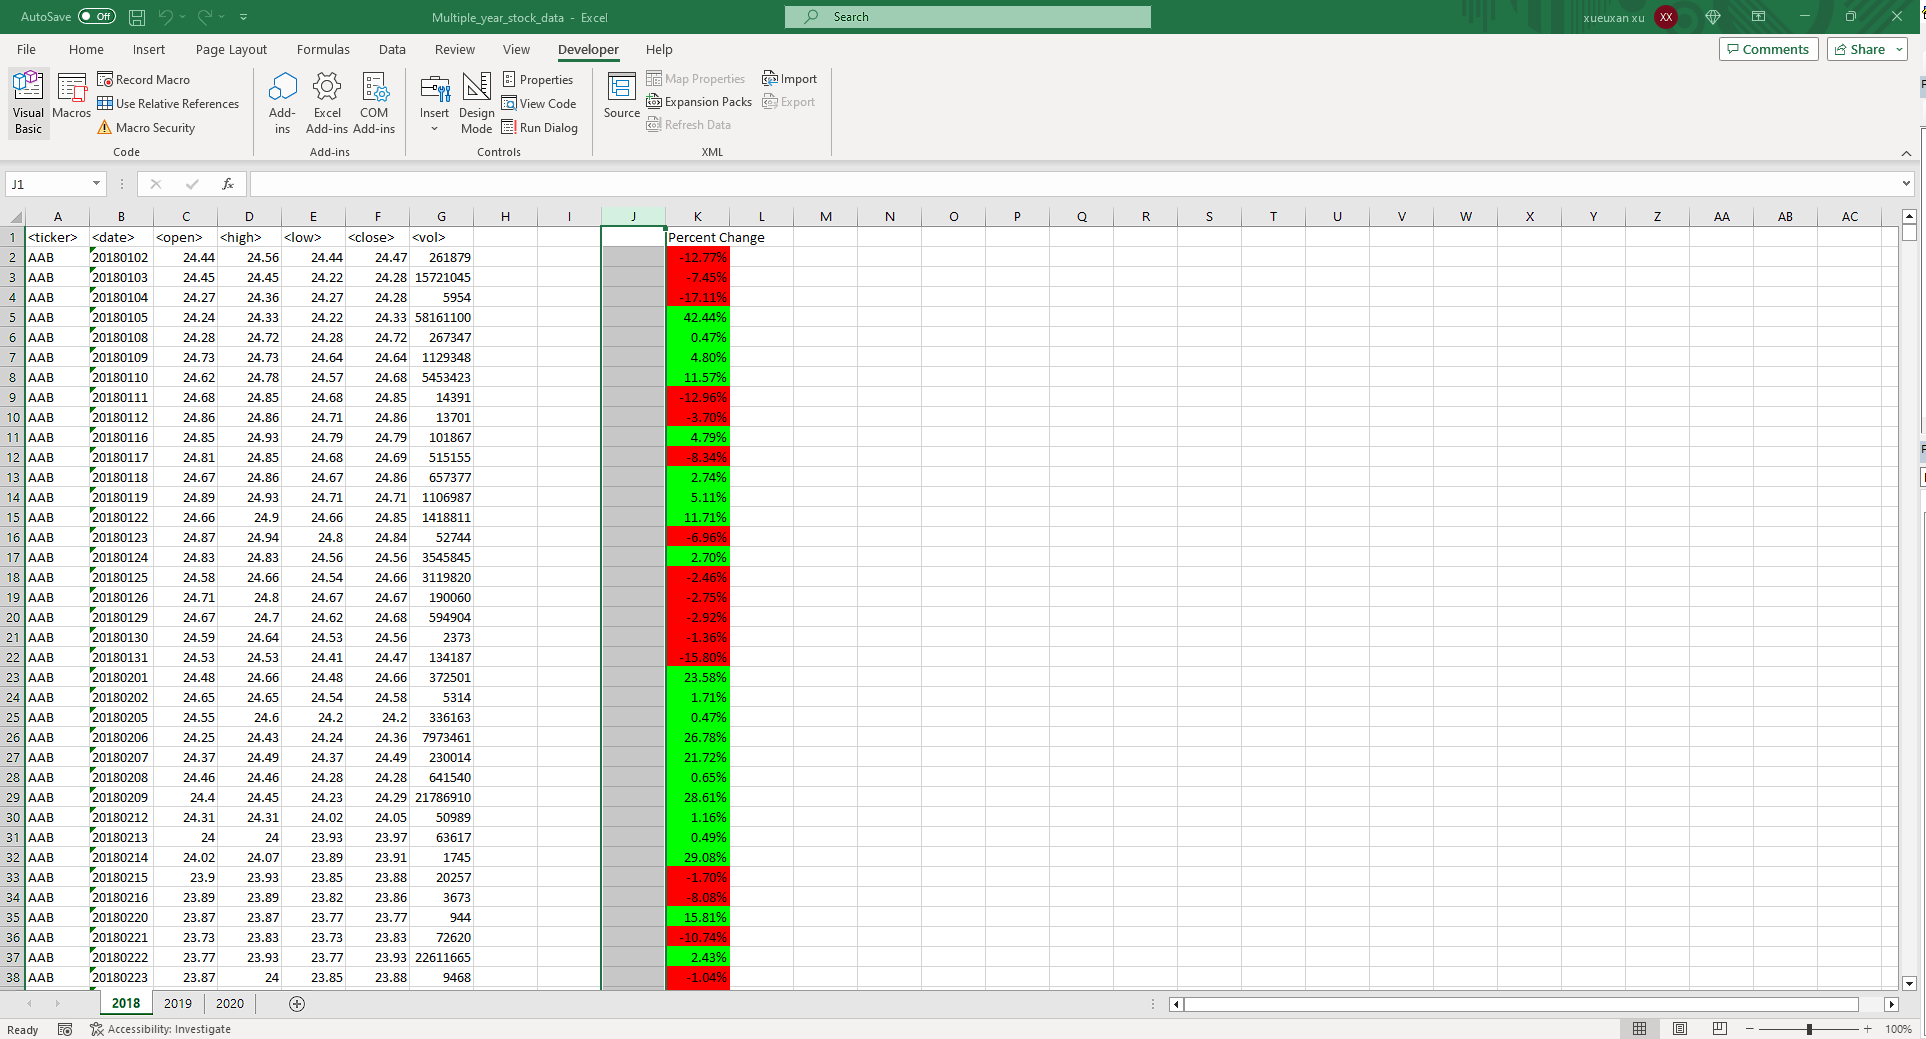 AutoSave Off Multiple_year_stock_data - Excel Search xueuxan xu XX
File Home Insert Page Layout Formulas Data Review View Developer Help Comments Share
Visual Basic Macros Record Macro Use Relative References Macro Security
Add-ins Excel Add-ins COM Add-ins
Insert Design Mode Properties View Code Run Dialog
Source Map Properties Expansion Packs Refresh Data Import Export
Code Add-ins Controls XML
J1 fx
A B C D E F G H I J K L M N O P Q R S T U V W X Y Z AA AB AC
1 <ticker> <date> <open> <high> <low> <close> <vol> Percent Change
2 AAB 20180102 24.44 24.56 24.44 24.47 261879 -12.77%
3 AAB 20180103 24.45 24.45 24.22 24.28 15721045 -7.45%
4 AAB 20180104 24.27 24.36 24.27 24.28 5954 -17.11%
5 AAB 20180105 24.24 24.33 24.22 24.33 58161100 42.44%
6 AAB 20180108 24.28 24.72 24.28 24.72 267347 0.47%
7 AAB 20180109 24.73 24.73 24.64 24.64 1129348 4.80%
8 AAB 20180110 24.62 24.78 24.57 24.68 5453423 11.57%
9 AAB 20180111 24.68 24.85 24.68 24.85 14391 -12.96%
10 AAB 20180112 24.86 24.86 24.71 24.86 13701 -3.70%
11 AAB 20180116 24.85 24.93 24.79 24.79 101867 4.79%
12 AAB 20180117 24.81 24.85 24.68 24.69 515155 -8.34%
13 AAB 20180118 24.67 24.86 24.67 24.86 657377 2.74%
14 AAB 20180119 24.89 24.93 24.71 24.71 1106987 5.11%
15 AAB 20180122 24.66 24.9 24.66 24.85 1418811 11.71%
16 AAB 20180123 24.87 24.94 24.8 24.84 52744 -6.96%
17 AAB 20180124 24.83 24.83 24.56 24.56 3545845 2.70%
18 AAB 20180125 24.58 24.66 24.54 24.66 3119820 -2.46%
19 AAB 20180126 24.71 24.8 24.67 24.67 190060 -2.75%
20 AAB 20180129 24.67 24.7 24.62 24.68 594904 -2.92%
21 AAB 20180130 24.59 24.64 24.53 24.56 2373 -1.36%
22 AAB 20180131 24.53 24.53 24.41 24.47 134187 -15.80%
23 AAB 20180201 24.48 24.66 24.48 24.66 372501 23.58%
24 AAB 20180202 24.65 24.65 24.54 24.58 5314 1.71%
25 AAB 20180205 24.55 24.6 24.2 24.2 336163 0.47%
26 AAB 20180206 24.25 24.43 24.24 24.36 7973461 26.78%
27 AAB 20180207 24.37 24.49 24.37 24.49 230014 21.72%
28 AAB 20180208 24.46 24.46 24.28 24.28 641540 0.65%
29 AAB 20180209 24.4 24.45 24.23 24.29 21786910 28.61%
30 AAB 20180212 24.31 24.31 24.02 24.05 50989 1.16%
31 AAB 20180213 24 24 23.93 23.97 63617 0.49%
32 AAB 20180214 24.02 24.07 23.89 23.91 1745 29.08%
33 AAB 20180215 23.9 23.93 23.85 23.88 20257 -1.70%
34 AAB 20180216 23.89 23.89 23.82 23.86 3673 -8.08%
35 AAB 20180220 23.87 23.87 23.77 23.77 944 15.81%
36 AAB 20180221 23.73 23.83 23.73 23.83 72620 -10.74%
37 AAB 20180222 23.77 23.93 23.77 23.93 22611665 2.43%
38 AAB 20180223 23.87 24 23.85 23.88 9468 -1.04%
2018 2019 2020
Ready Accessibility: Investigate 100%